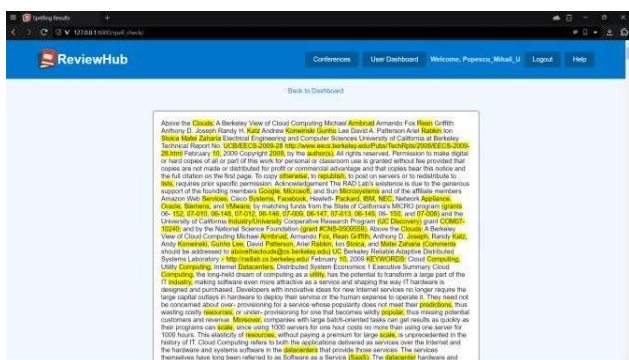 Spelling Results
127.0.0.1:8000/spell_check/
ReviewHub
Conferences User Dashboard Welcome, Popescu_Mihail_U Logout Help
Back to Dashboard
Above the Clouds: A Berkeley View of Cloud Computing Michael Armbrust Armando Fox Rean Griffith
Anthony D. Joseph Randy H. Katz Andrew Konwinski Gunho Lee David A. Patterson Ariel Rabkin Ion
Stoica Matei Zaharia Electrical Engineering and Computer Sciences University of California at Berkeley
Technical Report No. UCB/EECS-2009-28 http://www.eecs.berkeley.edu/Pubs/TechRpts/2009/EECS-2009-
28.html February 10, 2009 Copyright 2009, by the author(s). All rights reserved. Permission to make digital
or hard copies of all or part of this work for personal or classroom use is granted without fee provided that
copies are not made or distributed for profit or commercial advantage and that copies bear this notice and
the full citation on the first page. To copy otherwise, to republish, to post on servers or to redistribute to
lists, requires prior specific permission. Acknowledgement The RAD Lab's existence is due to the generous
support of the founding members Google, Microsoft, and Sun Microsystems and of the affiliate members
Amazon Web Services, Cisco Systems, Facebook, Hewlett- Packard, IBM, NEC, Network Appliance,
Oracle, Siemens, and VMware; by matching funds from the State of California's MICRO program (grants
06- 152, 07-010, 06-148, 07-012, 06-146, 07-009, 06-147, 07-013, 06-149, 06- 150, and 07-008) and the
University of California Industry/University Cooperative Research Program (UC Discovery) grant COM07-
10240; and by the National Science Foundation (grant #CNS-0509559). Above the Clouds: A Berkeley
View of Cloud Computing Michael Armbrust, Armando Fox, Rean Griffith, Anthony D. Joseph, Randy Katz,
Andy Konwinski, Gunho Lee, David Patterson, Ariel Rabkin, Ion Stoica, and Matei Zaharia (Comments
should be addressed to abovetheclouds@cs.berkeley.edu) UC Berkeley Reliable Adaptive Distributed
Systems Laboratory - http://radlab.cs.berkeley.edu/ February 10, 2009 KEYWORDS: Cloud Computing,
Utility Computing, Internet Datacenters, Distributed System Economics 1 Executive Summary Cloud
Computing, the long-held dream of computing as a utility, has the potential to transform a large part of the
IT industry, making software even more attractive as a service and shaping the way IT hardware is
designed and purchased. Developers with innovative ideas for new Internet services no longer require the
large capital outlays in hardware to deploy their service or the human expense to operate it. They need not
be concerned about over- provisioning for a service whose popularity does not meet their predictions, thus
wasting costly resources, or under- provisioning for one that becomes wildly popular, thus missing potential
customers and revenue. Moreover, companies with large batch-oriented tasks can get results as quickly as
their programs can scale, since using 1000 servers for one hour costs no more than using one server for
1000 hours. This elasticity of resources, without paying a premium for large scale, is unprecedented in the
history of IT. Cloud Computing refers to both the applications delivered as services over the Internet and
the hardware and systems software in the datacenters that provide those services. The services
themselves have long been referred to as Software as a Service (SaaS). The datacenter hardware and